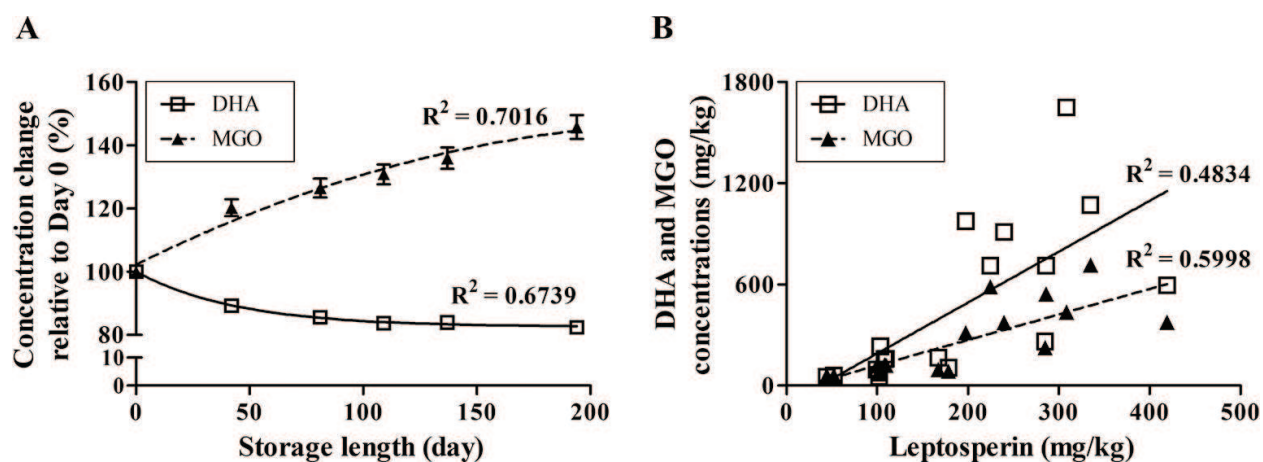 A
Concentration change
relative to Day 0 (%)
160
140
120
100
80
10
0
DHA
MGO
R² = 0.7016
R² = 0.6739
0
50
100
150
200
Storage length (day)
B
DHA and MGO
concentrations (mg/kg)
1800
1200
600
0
DHA
MGO
R² = 0.4834
R² = 0.5998
0
100
200
300
400
500
Leptosperin (mg/kg)